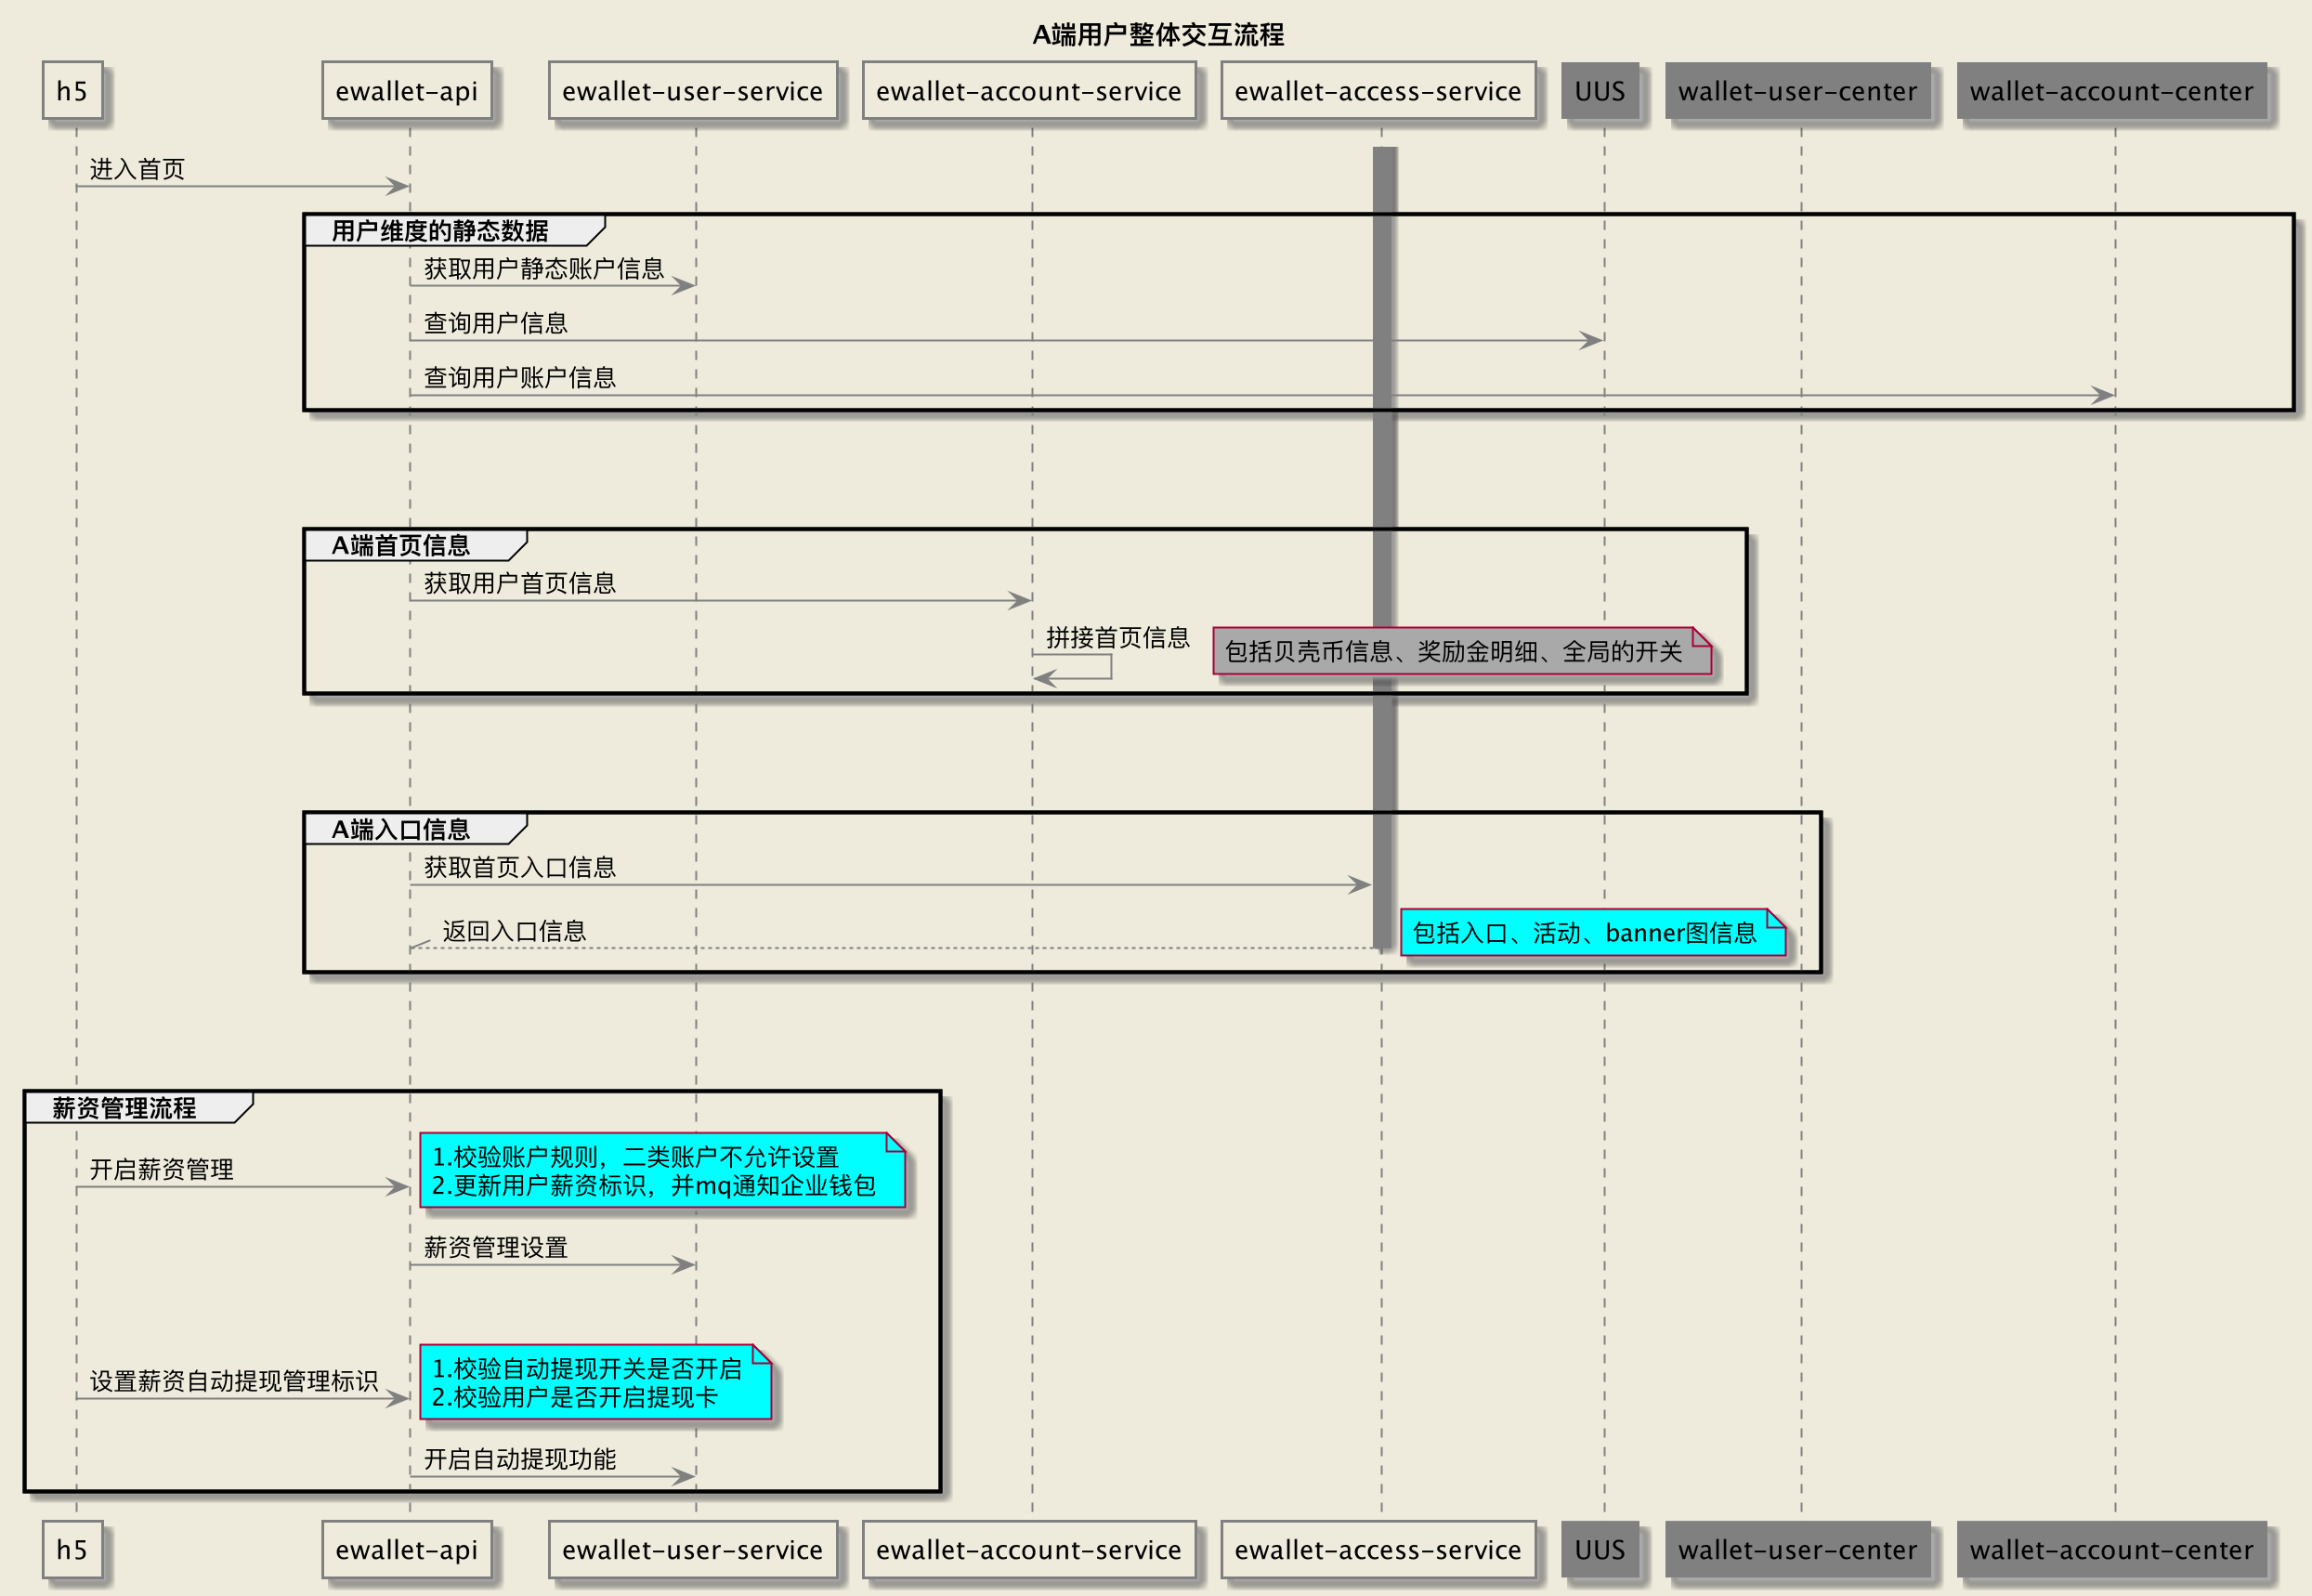 A端用户整体交互流程
h5
ewallet-api
ewallet-user-service
ewallet-account-service
ewallet-access-service
UUS
wallet-user-center
wallet-account-center
进入首页
用户维度的静态数据
获取用户静态账户信息
查询用户信息
查询用户账户信息
A端首页信息
获取用户首页信息
拼接首页信息
包括贝壳币信息、奖励金明细、全局的开关
A端入口信息
获取首页入口信息
返回入口信息
包括入口、活动、banner图信息
薪资管理流程
开启薪资管理
1.校验账户规则，二类账户不允许设置
2.更新用户薪资标识，并mq通知企业钱包
薪资管理设置
设置薪资自动提现管理标识
1.校验自动提现开关是否开启
2.校验用户是否开启提现卡
开启自动提现功能
h5
ewallet-api
ewallet-user-service
ewallet-account-service
ewallet-access-service
UUS
wallet-user-center
wallet-account-center